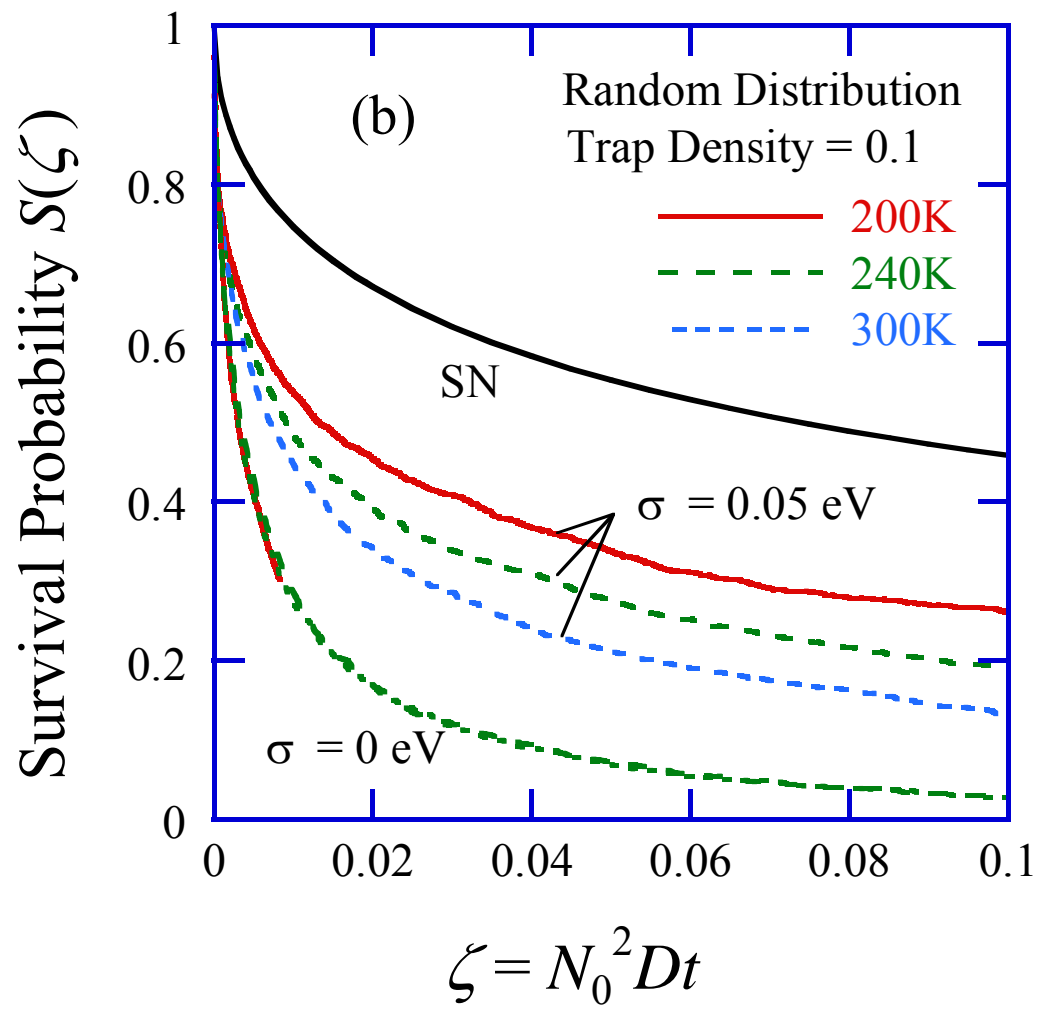 Survival Probability S(ζ)
1
0.8
0.6
0.4
0.2
0
(b)
Random Distribution
Trap Density = 0.1
200K
240K
300K
SN
σ = 0.05 eV
σ = 0 eV
0 0.02 0.04 0.06 0.08 0.1
ζ = N₀²Dt